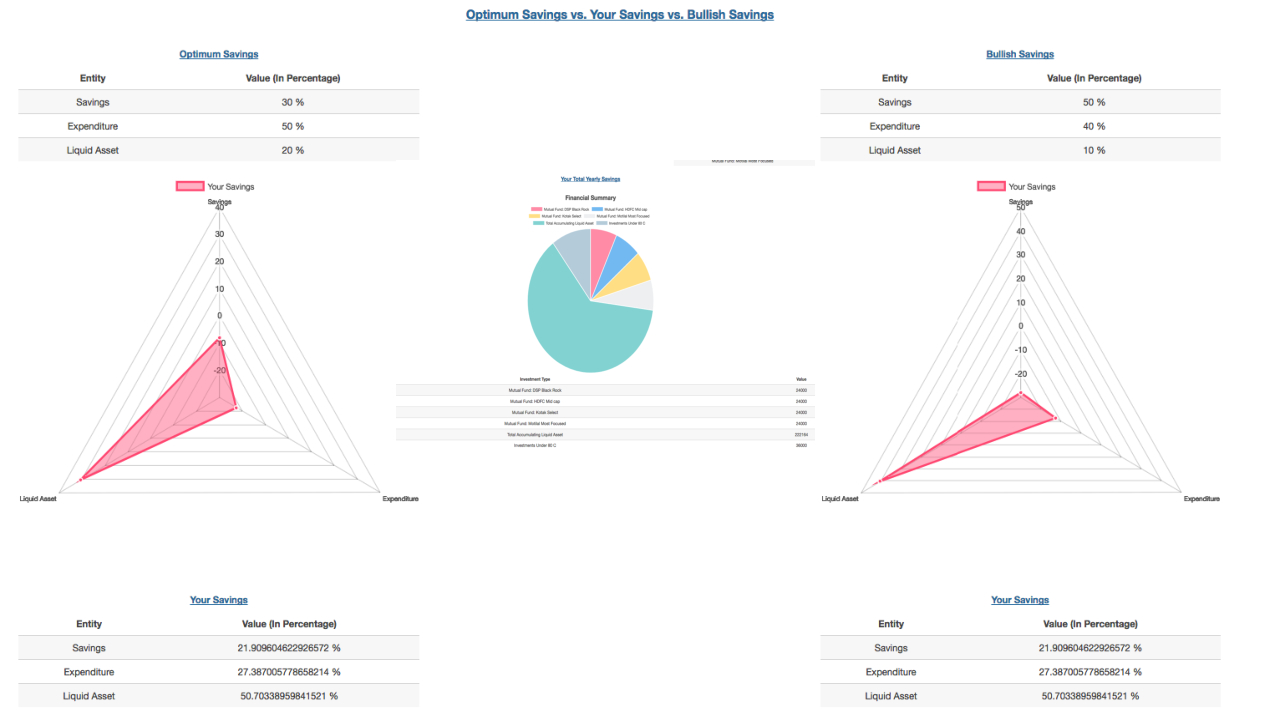 Optimum Savings vs. Your Savings vs. Bullish Savings
Optimum Savings
Entity Value (In Percentage)
Savings 30 %
Expenditure 50 %
Liquid Asset 20 %
Your Savings
Savings
40
30
20
10
0
-10
-20
Liquid Asset
Expenditure
Your Savings
Entity Value (In Percentage)
Savings 21.909604622926572 %
Expenditure 27.387005778658214 %
Liquid Asset 50.70338959841521 %
Mutual Fund: Motilal Most Focused
Your Total Yearly Savings
Financial Summary
Mutual Fund: DSP Black Rock Mutual Fund: HDFC Mid cap
Mutual Fund: Kotak Select Mutual Fund: Motilal Most Focused
Total Accumulating Liquid Asset Investments Under 80 C
Investment Type Value
Mutual Fund: DSP Black Rock 24000
Mutual Fund: HDFC Mid cap 24000
Mutual Fund: Kotak Select 24000
Mutual Fund: Motilal Most Focused 24000
Total Accumulating Liquid Asset
Investments Under 80 C 36000
Bullish Savings
Entity Value (In Percentage)
Savings 50 %
Expenditure 40 %
Liquid Asset 10 %
Your Savings
Savings
50
40
30
20
10
0
-10
-20
Liquid Asset
Expenditure
Your Savings
Entity Value (In Percentage)
Savings 21.909604622926572 %
Expenditure 27.387005778658214 %
Liquid Asset 50.70338959841521 %